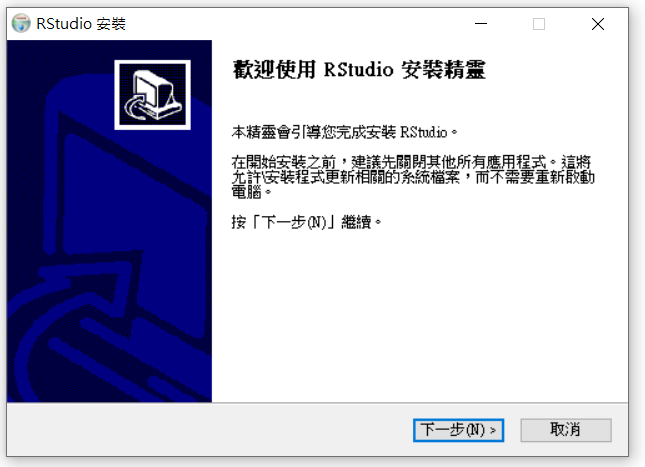 RStudio 安裝
歡迎使用 RStudio 安裝精靈
本精靈會引導您完成安裝 RStudio。
在開始安裝之前，建議先關閉其他所有應用程式。這將
允許\安裝程式更新相關的系統檔案，而不需要重新啟動
電腦。
按「下一步(N)」繼續。
下一步(N) >
取消